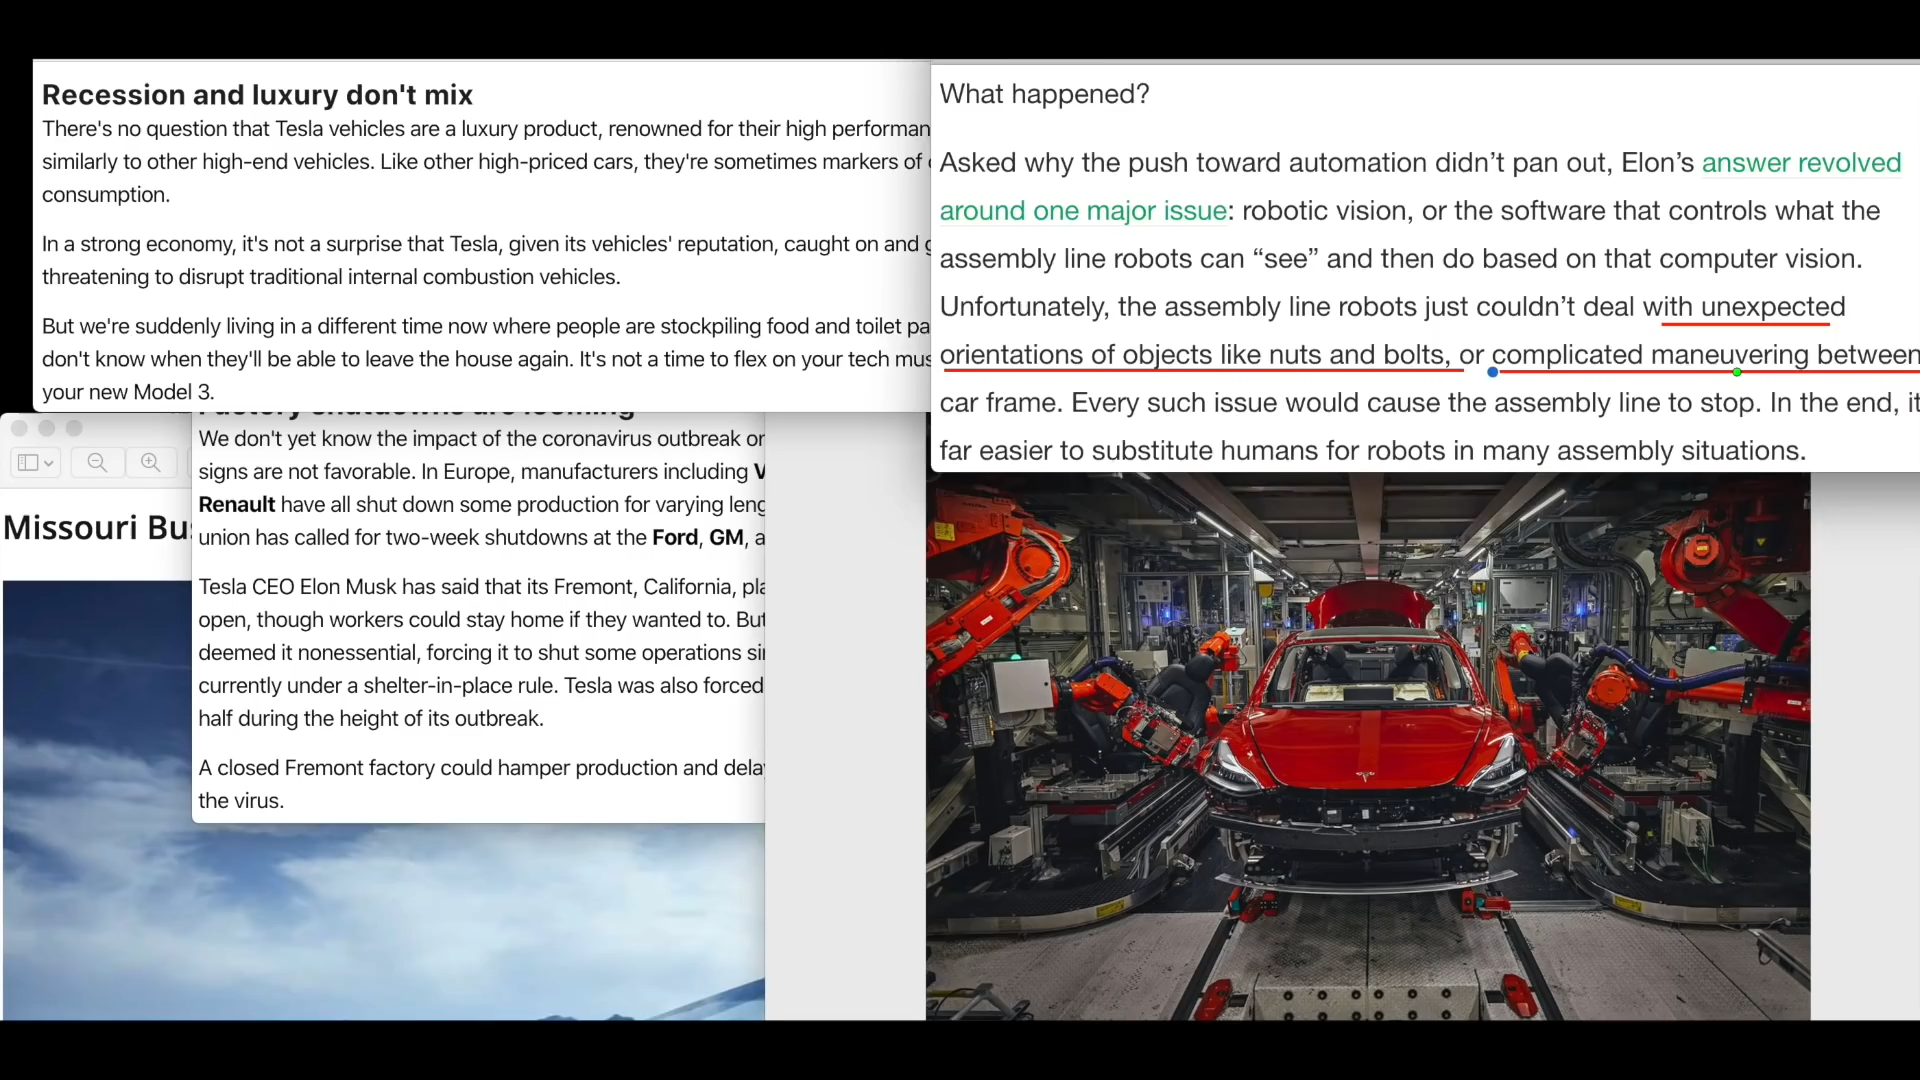 Recession and luxury don't mix
There's no question that Tesla vehicles are a luxury product, renowned for their high performan
similarly to other high-end vehicles. Like other high-priced cars, they're sometimes markers of
consumption.
In a strong economy, it's not a surprise that Tesla, given its vehicles' reputation, caught on and g
threatening to disrupt traditional internal combustion vehicles.
But we're suddenly living in a different time now where people are stockpiling food and toilet pa
don't know when they'll be able to leave the house again. It's not a time to flex on your tech mus
your new Model 3.
What happened?
Asked why the push toward automation didn’t pan out, Elon’s answer revolved
around one major issue: robotic vision, or the software that controls what the
assembly line robots can “see” and then do based on that computer vision.
Unfortunately, the assembly line robots just couldn’t deal with unexpected
orientations of objects like nuts and bolts, or complicated maneuvering between
car frame. Every such issue would cause the assembly line to stop. In the end, it
far easier to substitute humans for robots in many assembly situations.
Factory shutdowns are looming
We don't yet know the impact of the coronavirus outbreak or
signs are not favorable. In Europe, manufacturers including V
Renault have all shut down some production for varying leng
union has called for two-week shutdowns at the Ford, GM, a
Tesla CEO Elon Musk has said that its Fremont, California, pla
open, though workers could stay home if they wanted to. But
deemed it nonessential, forcing it to shut some operations si
currently under a shelter-in-place rule. Tesla was also forced
half during the height of its outbreak.
A closed Fremont factory could hamper production and dela
the virus.
Missouri Bus